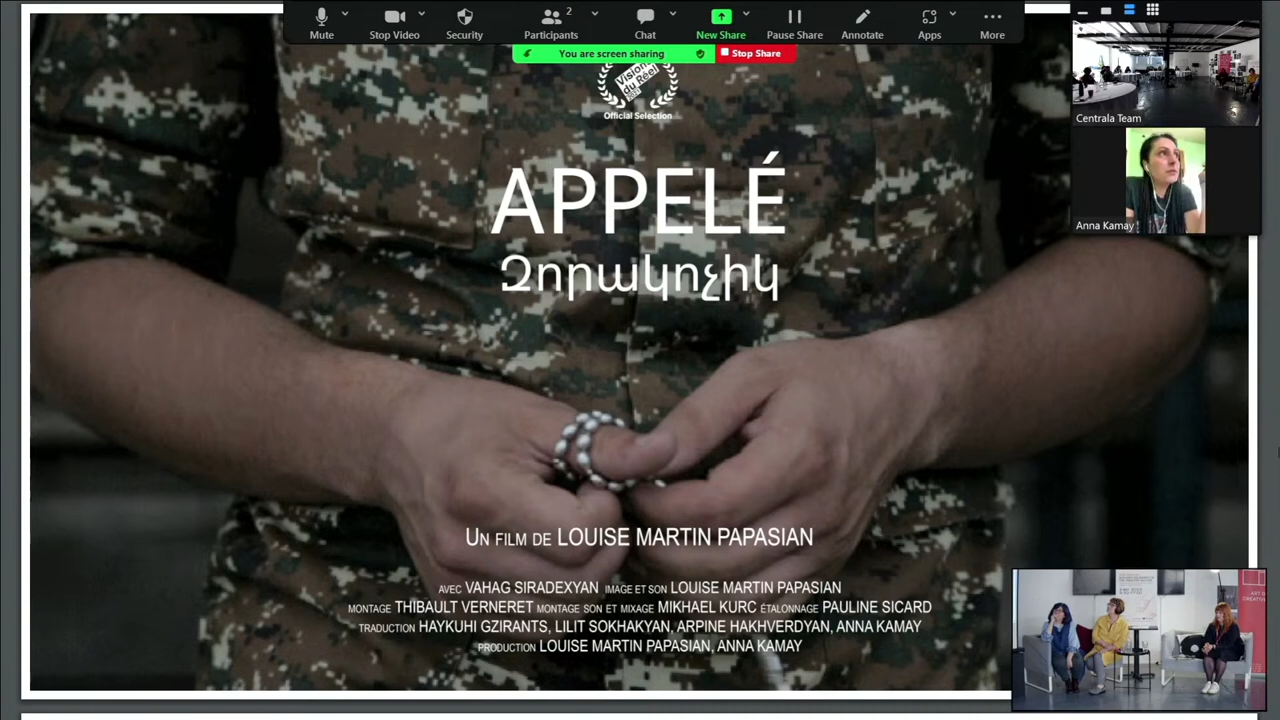 2
Mute
Stop Video
Security
Participants
Chat
New Share
Pause Share
Annotate
Apps
More
You are screen sharing
Stop Share
Centrala Team
Anna Kamay
Vision
du Réel
Official Selection
APPELÉ
Զորակոչիկ
UN FILM DE LOUISE MARTIN PAPASIAN
AVEC VAHAG SIRADEXYAN IMAGE ET SON LOUISE MARTIN PAPASIAN
MONTAGE THIBAULT VERNERET MONTAGE SON ET MIXAGE MIKHAEL KURC ÉTALONNAGE PAULINE SICARD
TRADUCTION HAYKUHI GZIRANTS, LILIT SOKHAKYAN, ARPINE HAKHVERDYAN, ANNA KAMAY
PRODUCTION LOUISE MARTIN PAPASIAN, ANNA KAMAY